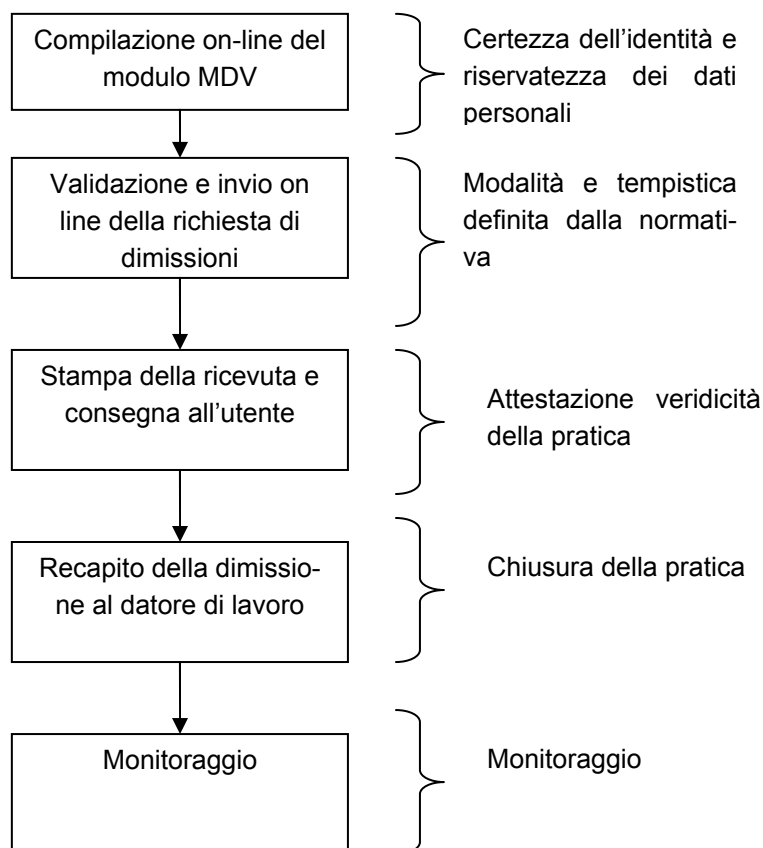 Compilazione on-line del
modulo MDV
Certezza dell’identità e
riservatezza dei dati
personali
Validazione e invio on
line della richiesta di
dimissioni
Modalità e tempistica
definita dalla normati-
va
Stampa della ricevuta e
consegna all’utente
Attestazione veridicità
della pratica
Recapito della dimissio-
ne al datore di lavoro
Chiusura della pratica
Monitoraggio
Monitoraggio